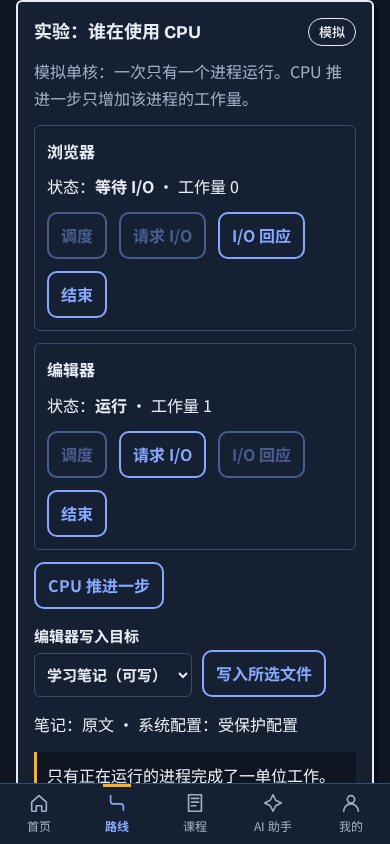 实验：谁在使用 CPU
模拟
模拟单核：一次只有一个进程运行。CPU 推
进一步只增加该进程的工作量。
浏览器
状态：等待 I/O · 工作量 0
调度 请求 I/O I/O 回应
结束
编辑器
状态：运行 · 工作量 1
调度 请求 I/O I/O 回应
结束
CPU 推进一步
编辑器写入目标
学习笔记（可写） 写入所选文件
笔记：原文 · 系统配置：受保护配置
只有正在运行的进程完成了一单位工作。
首页 路线 课程 AI 助手 我的